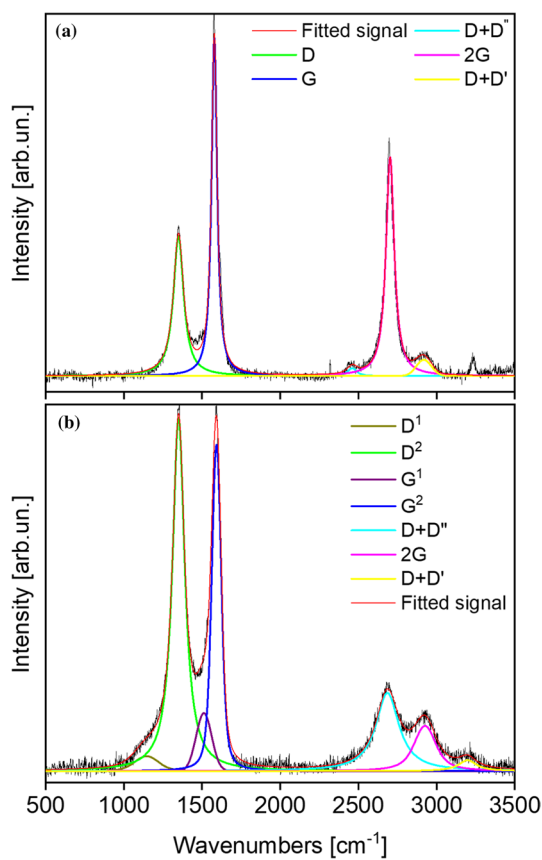 (a)
Fitted signal
D
G
D+D"
2G
D+D'
Intensity [arb.un.]
(b)
D¹
D²
G¹
G²
D+D"
2G
D+D'
Fitted signal
Intensity [arb.un.]
500 1000 1500 2000 2500 3000 3500
Wavenumbers [cm⁻¹]